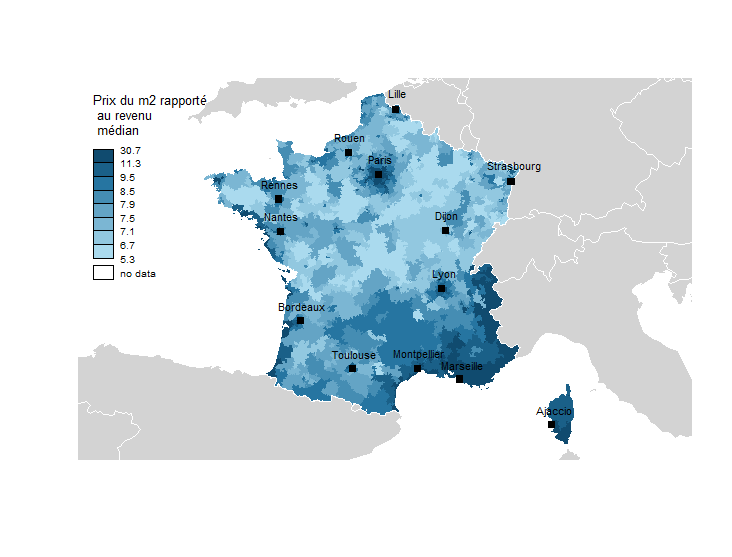 Prix du m2 rapporté
au revenu
médian
30.7
11.3
9.5
8.5
7.9
7.5
7.1
6.7
5.3
no data
Lille
Rouen
Paris
Strasbourg
Rennes
Nantes
Dijon
Lyon
Bordeaux
Toulouse
Montpellier
Marseille
Ajaccio